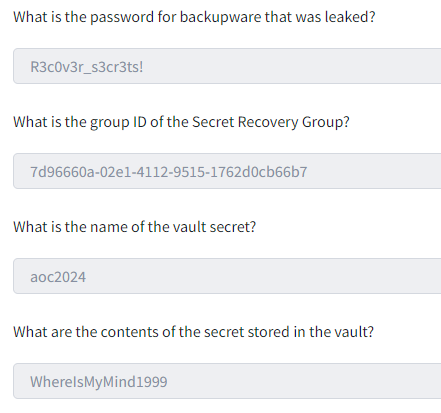 What is the password for backupware that was leaked?
R3c0v3r_s3cr3ts!
What is the group ID of the Secret Recovery Group?
7d96660a-02e1-4112-9515-1762d0cb66b7
What is the name of the vault secret?
aoc2024
What are the contents of the secret stored in the vault?
WhereIsMyMind1999